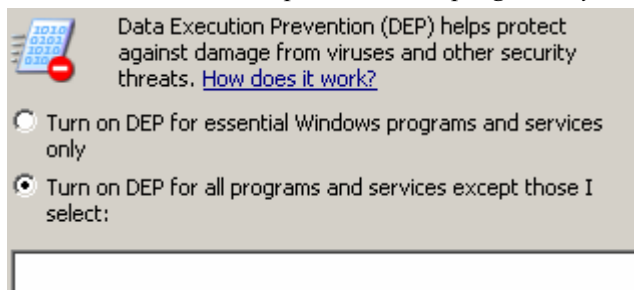 Data Execution Prevention (DEP) helps protect
against damage from viruses and other security
threats. How does it work?
Turn on DEP for essential Windows programs and services
only
Turn on DEP for all programs and services except those I
select: